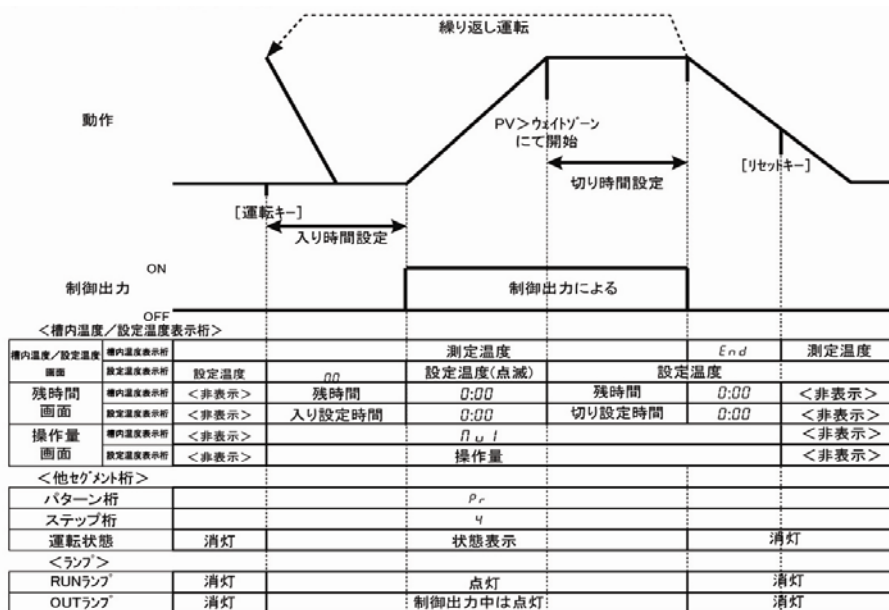 繰り返し運転
動作
PV＞ウェイトゾーン
にて開始
[リセットキー]
切り時間設定
[運転キー]
入り時間設定
ON
制御出力
制御出力による
OFF
＜槽内温度／設定温度表示桁＞
槽内温度／設定温度 画面 槽内温度表示桁 測定温度 End 測定温度
設定温度表示桁 設定温度 0.0 設定温度(点滅) 設定温度
残時間 画面 槽内温度表示桁 ＜非表示＞ 残時間 0:00 残時間 0:00 ＜非表示＞
設定温度表示桁 ＜非表示＞ 入り設定時間 0:00 切り設定時間 0:00 ＜非表示＞
操作量 画面 槽内温度表示桁 ＜非表示＞ ＜非表示＞
設定温度表示桁 ＜非表示＞ 操作量 ＜非表示＞
＜他セグメント桁＞
パターン桁 Pr
ステップ桁 4
運転状態 消灯 状態表示 消灯
＜ランプ＞
RUNランプ 消灯 点灯 消灯
OUTランプ 消灯 制御出力中は点灯 消灯